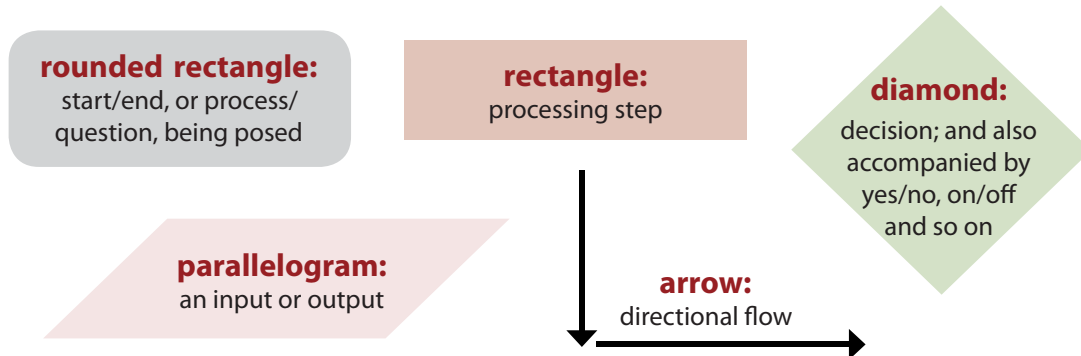 rounded rectangle:
start/end, or process/
question, being posed
rectangle:
processing step
diamond:
decision; and also
accompanied by
yes/no, on/off
and so on
parallelogram:
an input or output
arrow:
directional flow